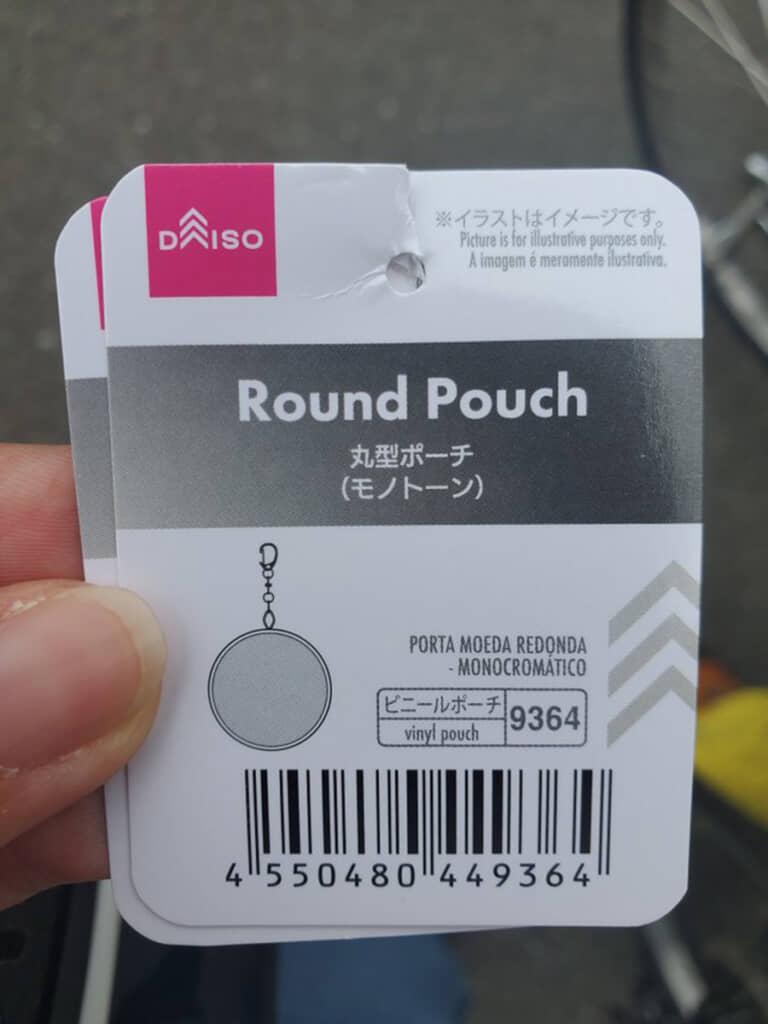 DAISO
※イラストはイメージです。
Picture is for illustrative purposes only.
A imagem é meramente ilustrativa.
Round Pouch
丸型ポーチ
(モノトーン)
PORTA MOEDA REDONDA
- MONOCROMÁTICO
ビニールポーチ
vinyl pouch
9364
4 550480 449364